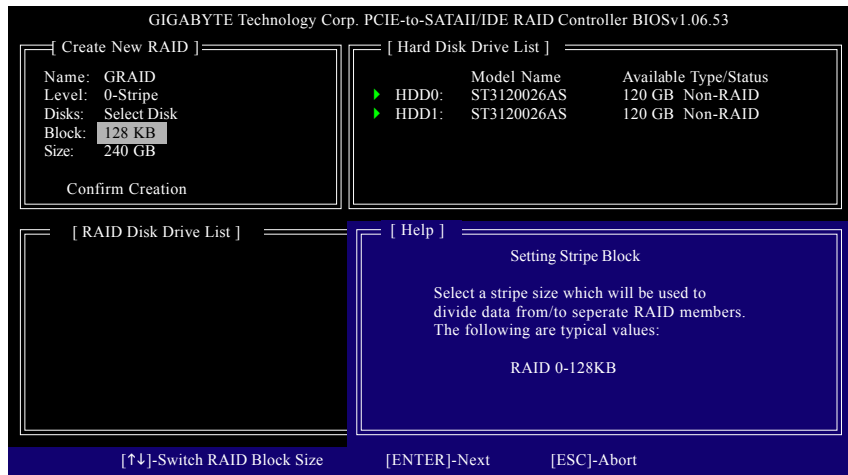 GIGABYTE Technology Corp. PCIE-to-SATAII/IDE RAID Controller BIOSv1.06.53
[ Create New RAID ]
Name: GRAID
Level: 0-Stripe
Disks: Select Disk
Block: 128 KB
Size: 240 GB
Confirm Creation
[ Hard Disk Drive List ]
Model Name Available Type/Status
HDD0: ST3120026AS 120 GB Non-RAID
HDD1: ST3120026AS 120 GB Non-RAID
[ RAID Disk Drive List ]
[ Help ]
Setting Stripe Block
Select a stripe size which will be used to
divide data from/to seperate RAID members.
The following are typical values:
RAID 0-128KB
[↑↓]-Switch RAID Block Size [ENTER]-Next [ESC]-Abort